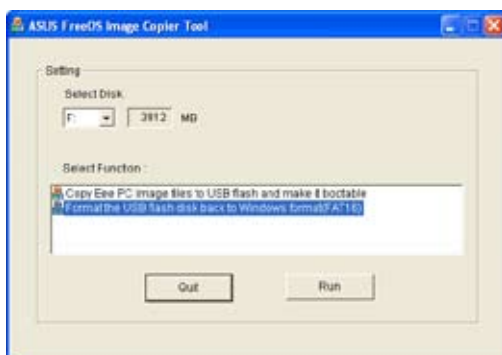 ASUS FreeOS Image Copier Tool
Setting
Select Disk
F: 3812 MB
Select Function :
Copy Eee PC image files to USB flash and make it bootable
Format the USB flash disk back to Windows format(FAT16)
Quit Run